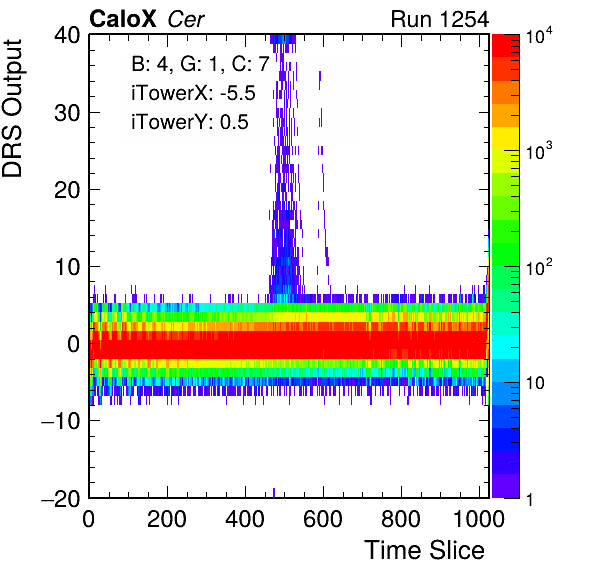 CaloX Cer Run 1254
DRS Output
B: 4, G: 1, C: 7
iTowerX: -5.5
iTowerY: 0.5
40
30
20
10
0
−10
−20
0 200 400 600 800 1000
Time Slice
10^4
10^3
10^2
10
1